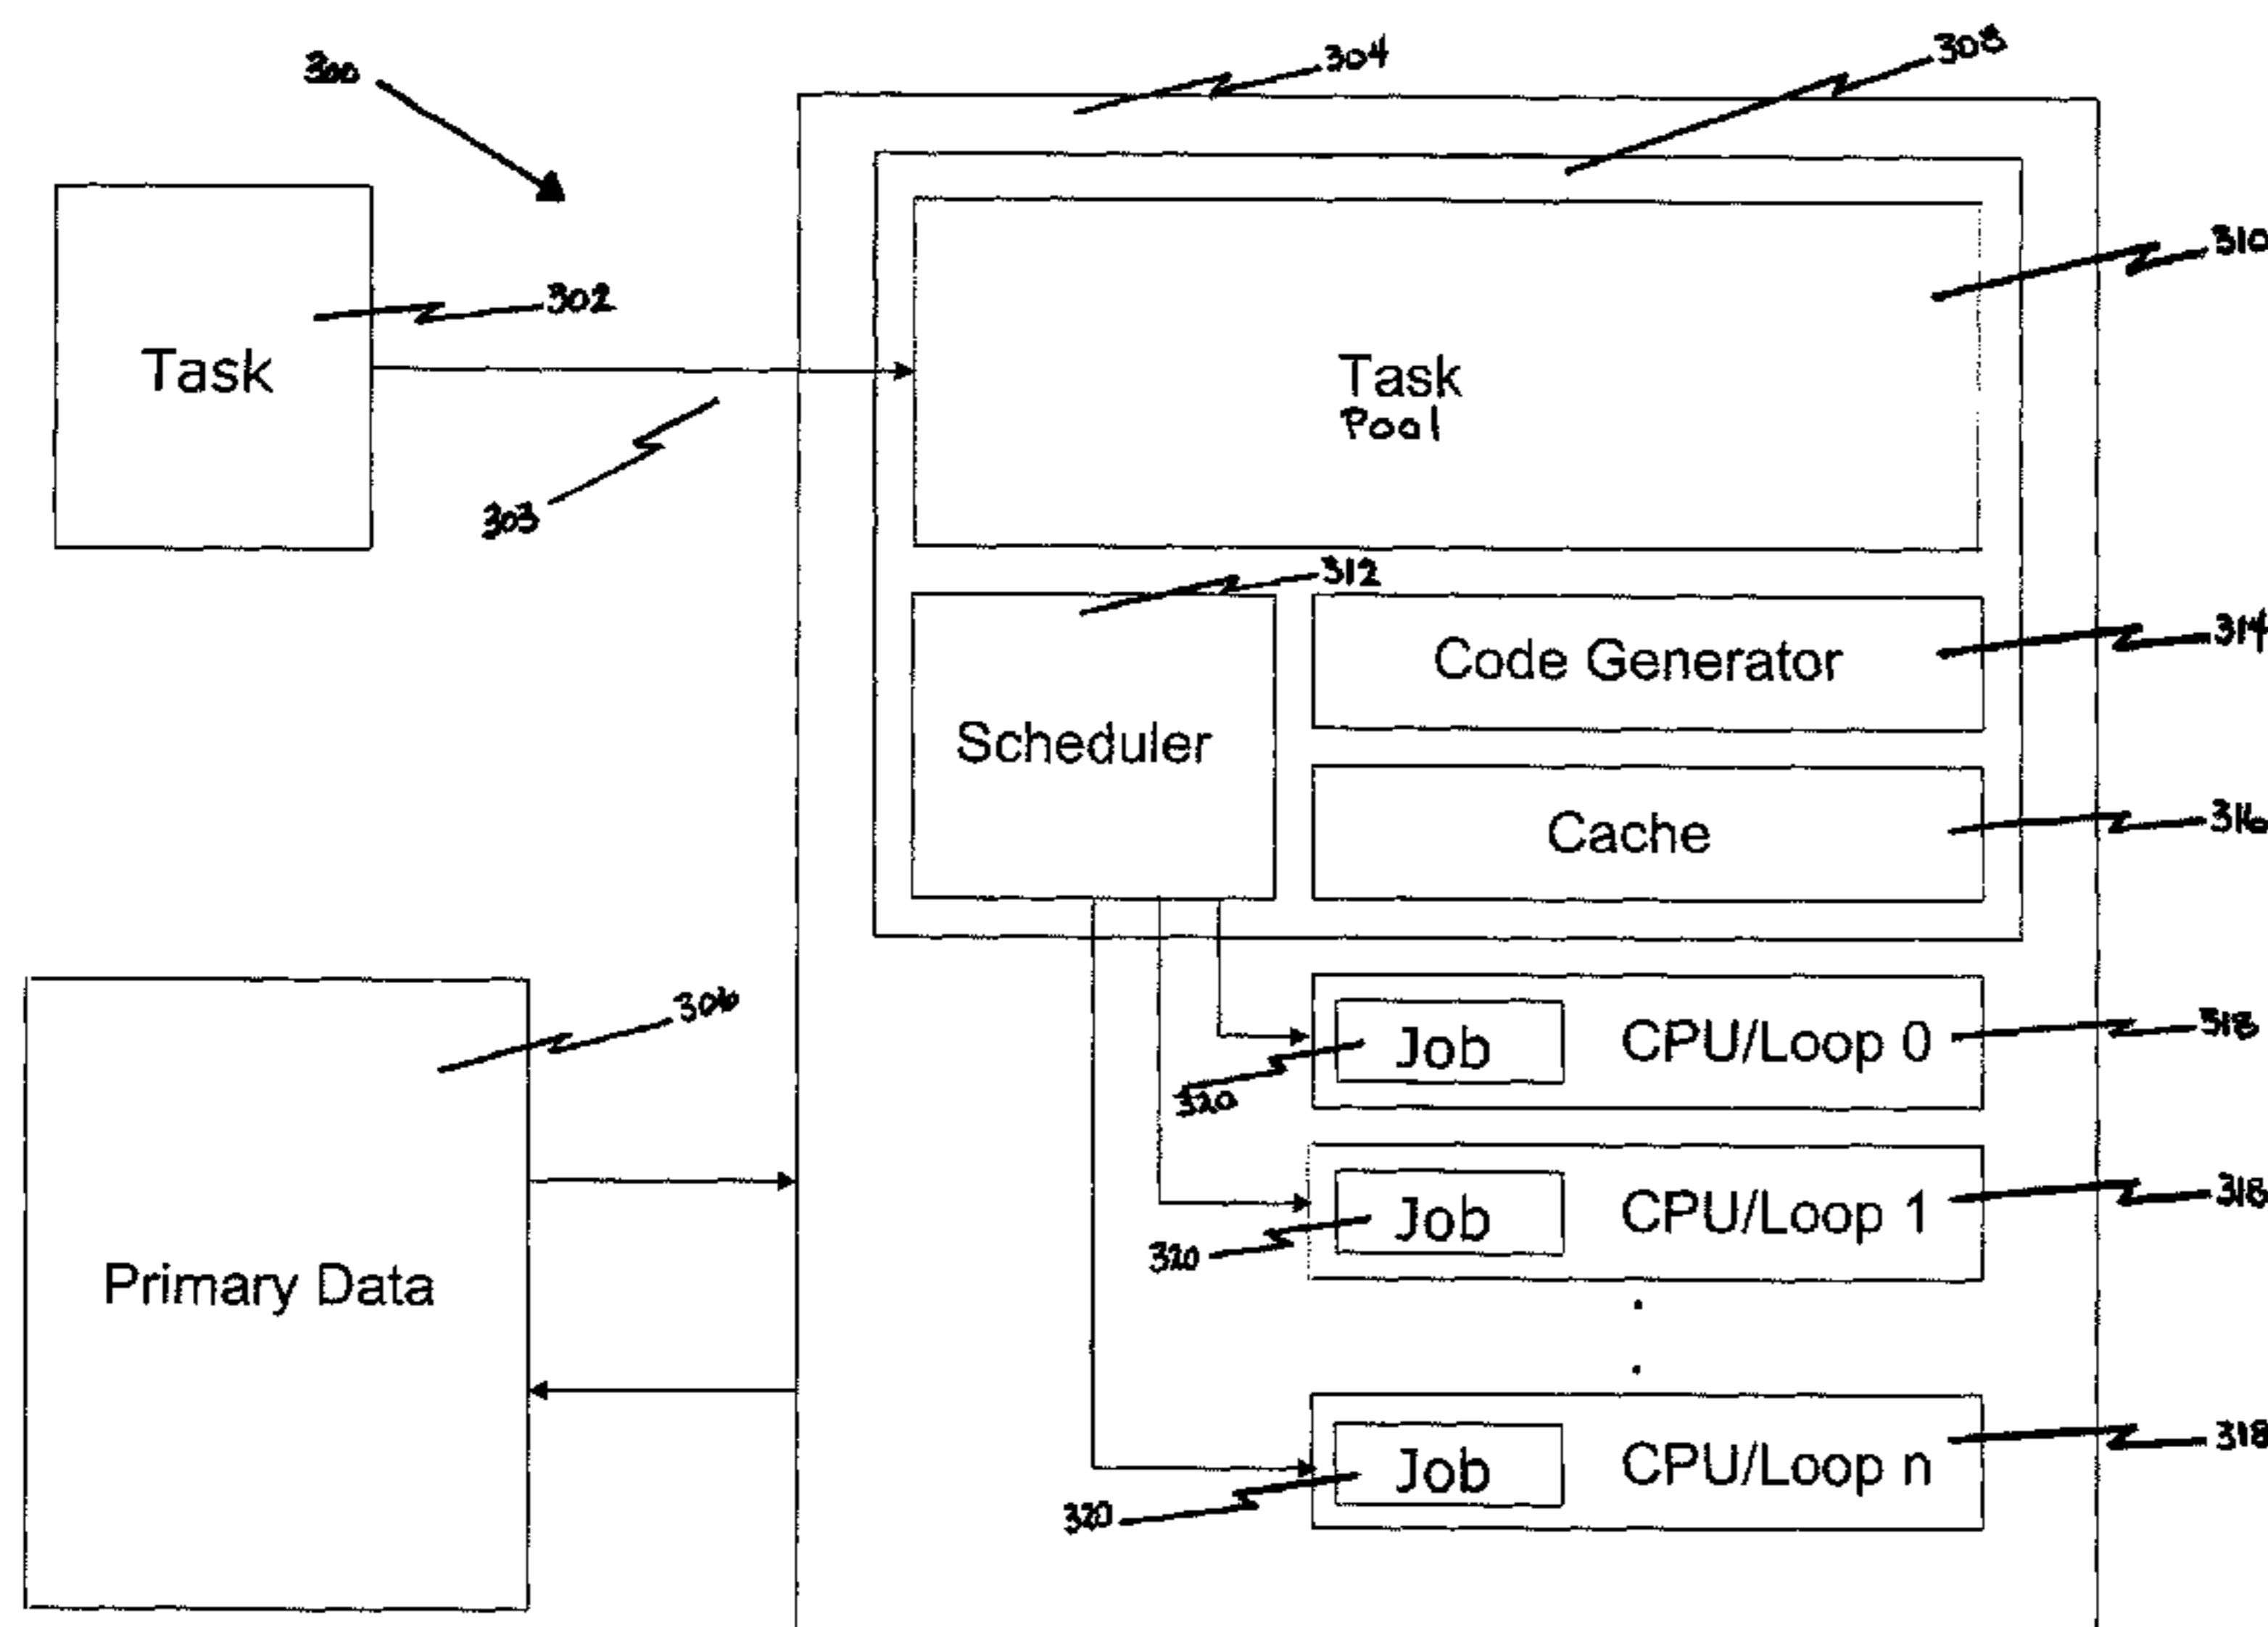 300
304
308
302
Task
303
Task
Pool
310
312
314
Code Generator
Scheduler
316
Cache
306
Primary Data
Job
CPU/Loop 0
318
320
Job
CPU/Loop 1
318
320
Job
CPU/Loop n
318
320